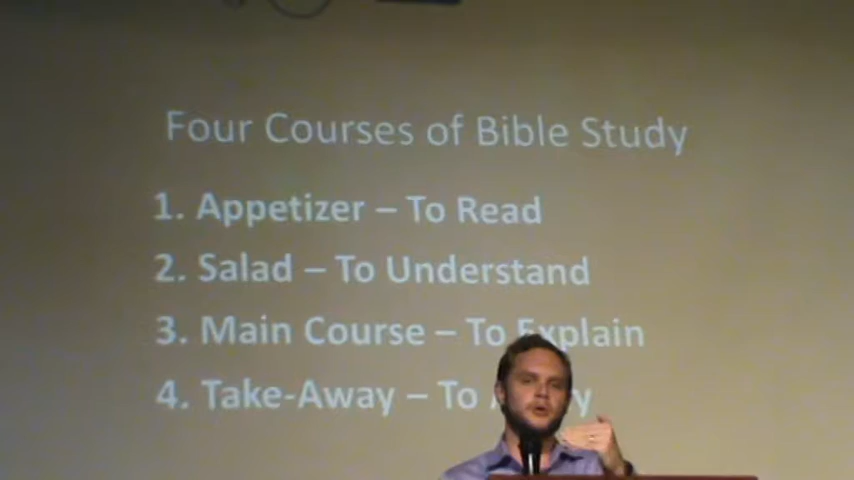 Four Courses of Bible Study
1. Appetizer – To Read
2. Salad – To Understand
3. Main Course – To Explain
4. Take-Away – To